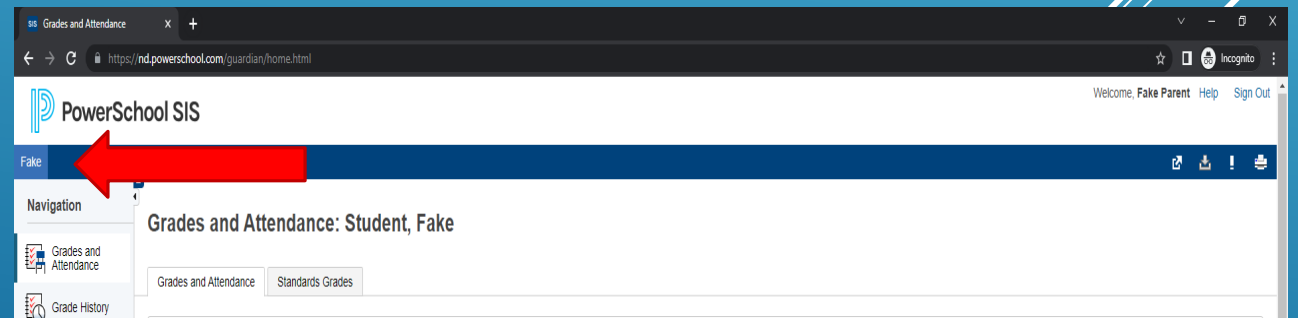 SIS Grades and Attendance X +
https://nd.powerschool.com/guardian/home.html Incognito
PowerSchool SIS
Welcome, Fake Parent Help Sign Out
Fake
Navigation
Grades and Attendance: Student, Fake
Grades and
Attendance
Grades and Attendance Standards Grades
Grade History